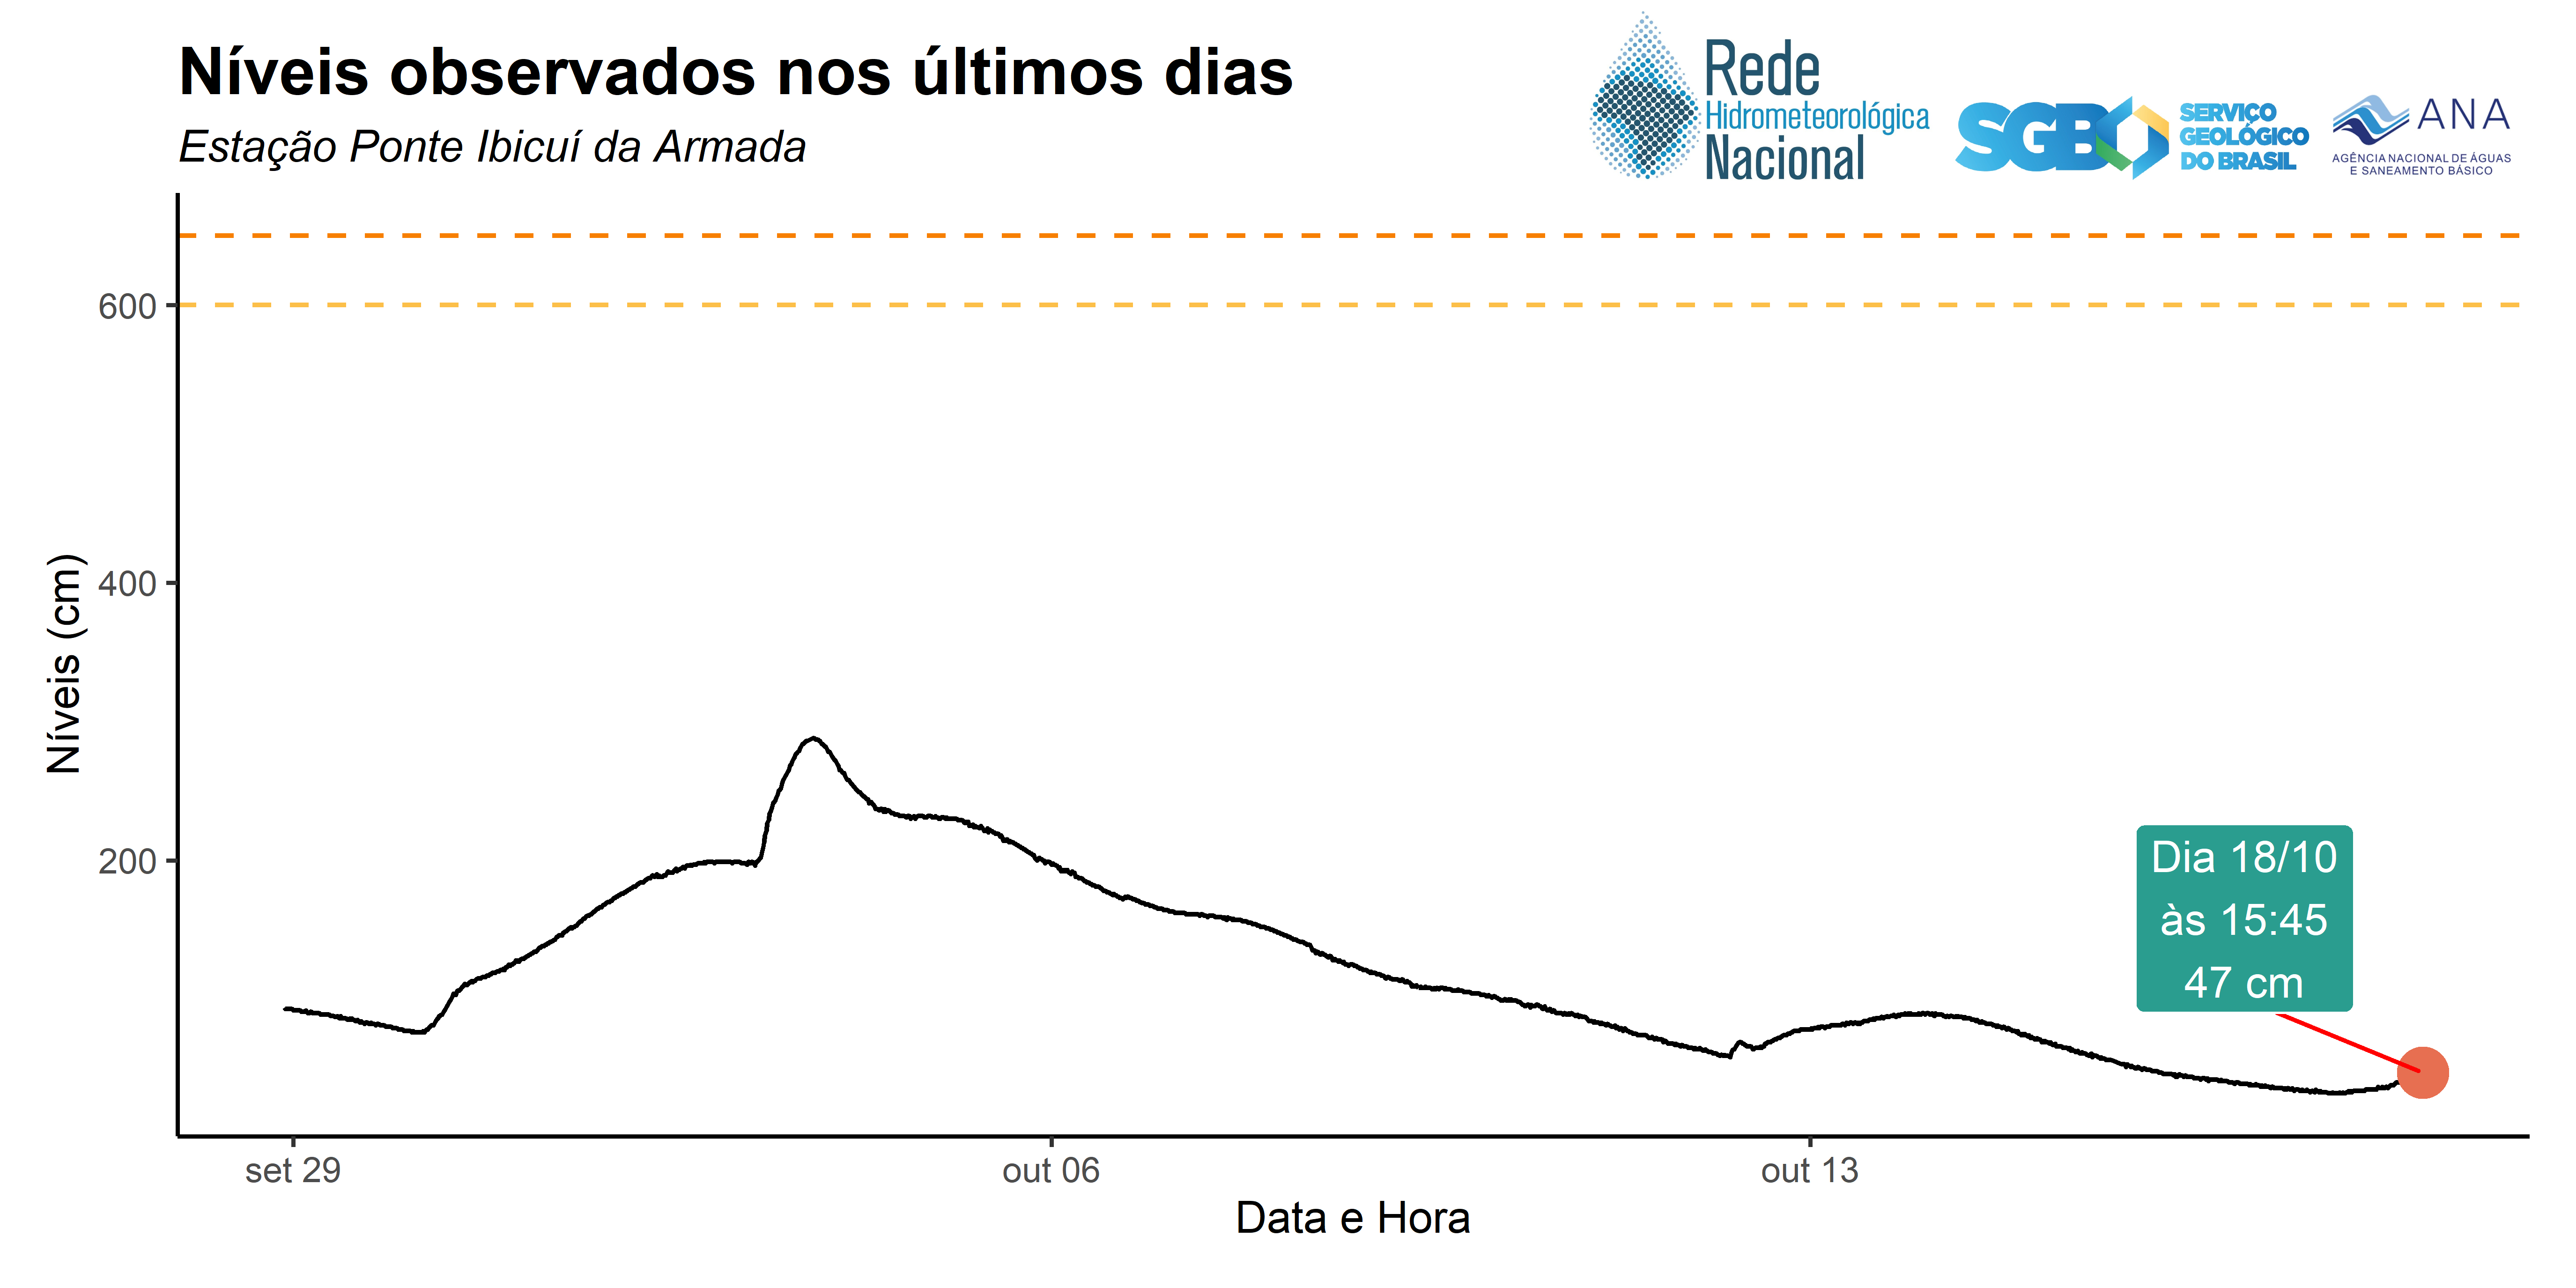 Níveis observados nos últimos dias
Estação Ponte Ibicuí da Armada
Rede
Hidrometeorológica
Nacional
SGB
SERVIÇO
GEOLÓGICO
DO BRASIL
ANA
AGÊNCIA NACIONAL DE ÁGUAS
E SANEAMENTO BÁSICO
Níveis (cm)
600
400
200
Dia 18/10
às 15:45
47 cm
set 29
out 06
out 13
Data e Hora